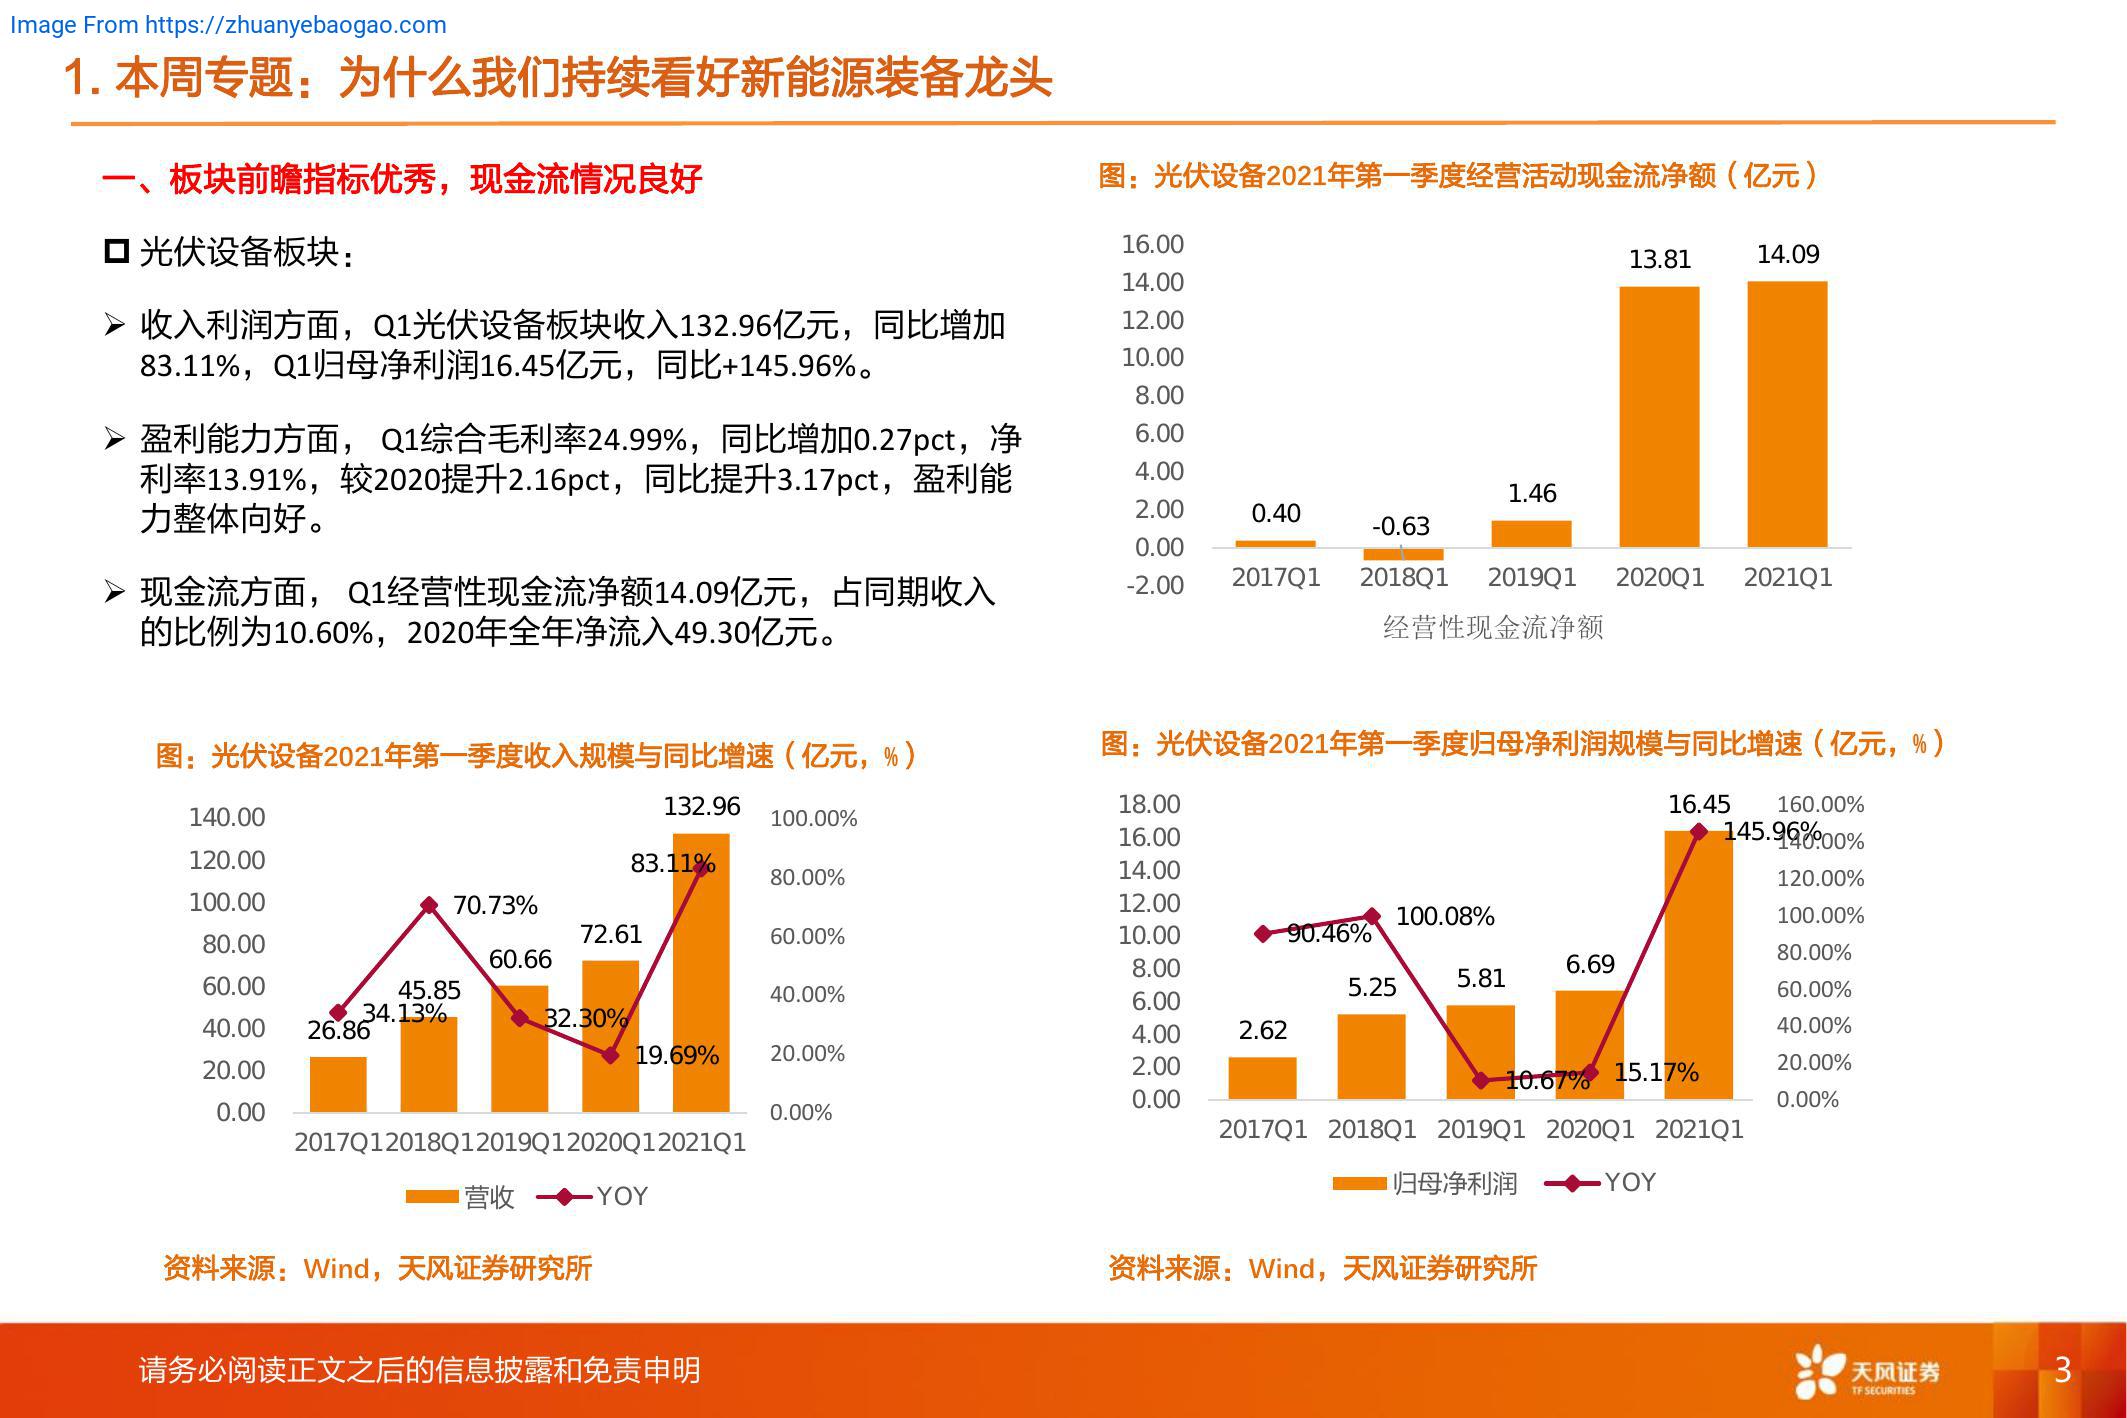 Image From https://zhuanyebaogao.com
1. 本周专题：为什么我们持续看好新能源装备龙头
一、板块前瞻指标优秀，现金流情况良好
光伏设备板块：
收入利润方面，Q1光伏设备板块收入132.96亿元，同比增加
83.11%，Q1归母净利润16.45亿元，同比+145.96%。
盈利能力方面， Q1综合毛利率24.99%，同比增加0.27pct，净
利率13.91%，较2020提升2.16pct，同比提升3.17pct，盈利能
力整体向好。
现金流方面， Q1经营性现金流净额14.09亿元，占同期收入
的比例为10.60%，2020年全年净流入49.30亿元。
图：光伏设备2021年第一季度经营活动现金流净额（亿元）
16.00
14.00
12.00
10.00
8.00
6.00
4.00
2.00
0.00
-2.00
0.40
-0.63
1.46
13.81
14.09
2017Q1 2018Q1 2019Q1 2020Q1 2021Q1
经营性现金流净额
图：光伏设备2021年第一季度收入规模与同比增速（亿元，%）
140.00
120.00
100.00
80.00
60.00
40.00
20.00
0.00
26.86
45.85
60.66
72.61
132.96
34.13%
70.73%
32.30%
19.69%
83.11%
100.00%
80.00%
60.00%
40.00%
20.00%
0.00%
2017Q1 2018Q1 2019Q1 2020Q1 2021Q1
营收 YOY
资料来源：Wind，天风证券研究所
图：光伏设备2021年第一季度归母净利润规模与同比增速（亿元，%）
18.00
16.00
14.00
12.00
10.00
8.00
6.00
4.00
2.00
0.00
2.62
5.25
5.81
6.69
16.45
90.46%
100.08%
10.67%
15.17%
145.96%
160.00%
140.00%
120.00%
100.00%
80.00%
60.00%
40.00%
20.00%
0.00%
2017Q1 2018Q1 2019Q1 2020Q1 2021Q1
归母净利润 YOY
资料来源：Wind，天风证券研究所
请务必阅读正文之后的信息披露和免责申明
天风证券
TF SECURITIES
3